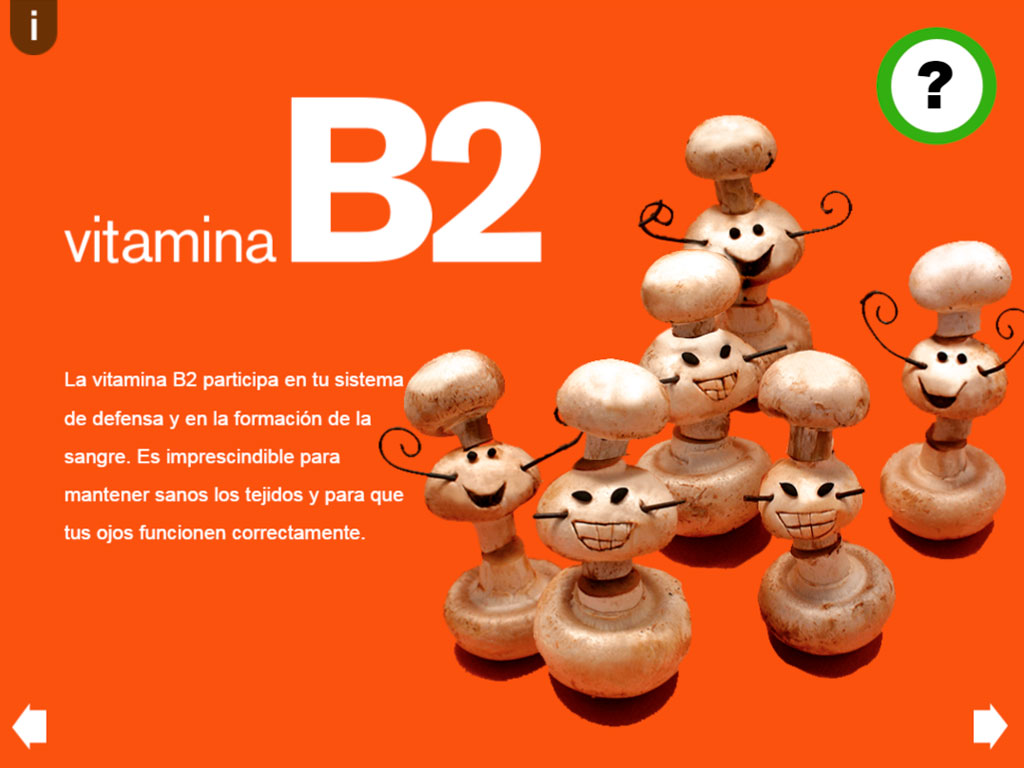 i
?
vitamina B2
La vitamina B2 participa en tu sistema
de defensa y en la formación de la
sangre. Es imprescindible para
mantener sanos los tejidos y para que
tus ojos funcionen correctamente.